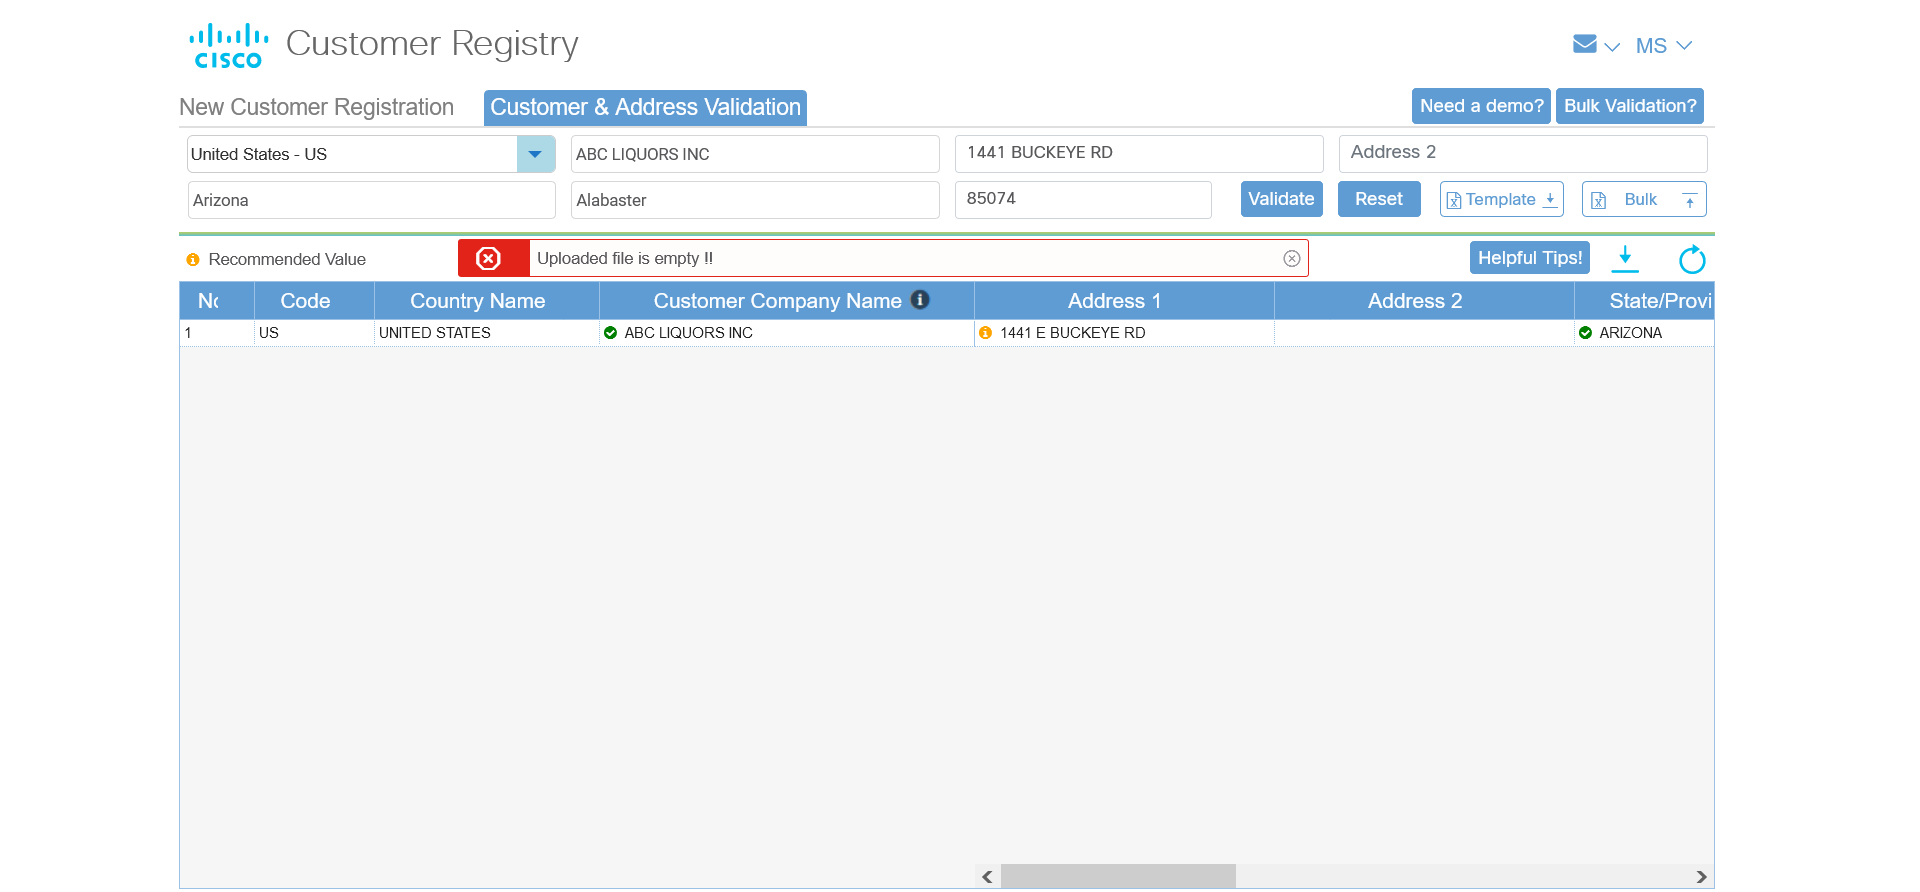 CISCO Customer Registry
MS
New Customer Registration
Customer & Address Validation
Need a demo?
Bulk Validation?
United States - US
ABC LIQUORS INC
1441 BUCKEYE RD
Address 2
Arizona
Alabaster
85074
Validate
Reset
Template
Bulk
Recommended Value
Uploaded file is empty !!
Helpful Tips!
Code
Country Name
Customer Company Name
Address 1
Address 2
State/Provi
1
US
UNITED STATES
ABC LIQUORS INC
1441 E BUCKEYE RD
ARIZONA